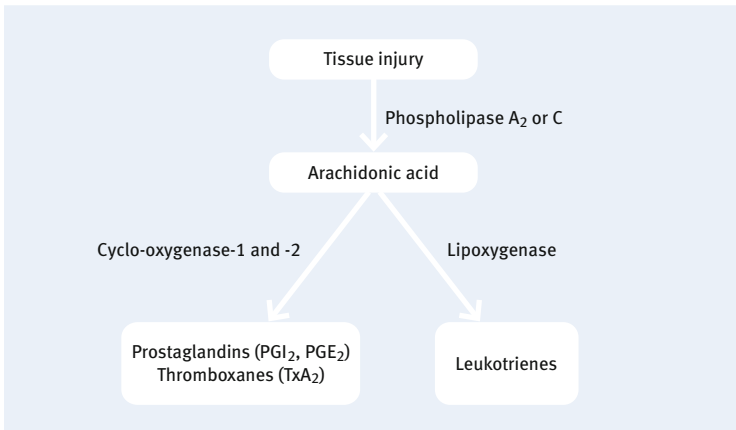 Tissue injury
Phospholipase A₂ or C
Arachidonic acid
Cyclo-oxygenase-1 and -2
Lipoxygenase
Prostaglandins (PGI₂, PGE₂)
Thromboxanes (TxA₂)
Leukotrienes